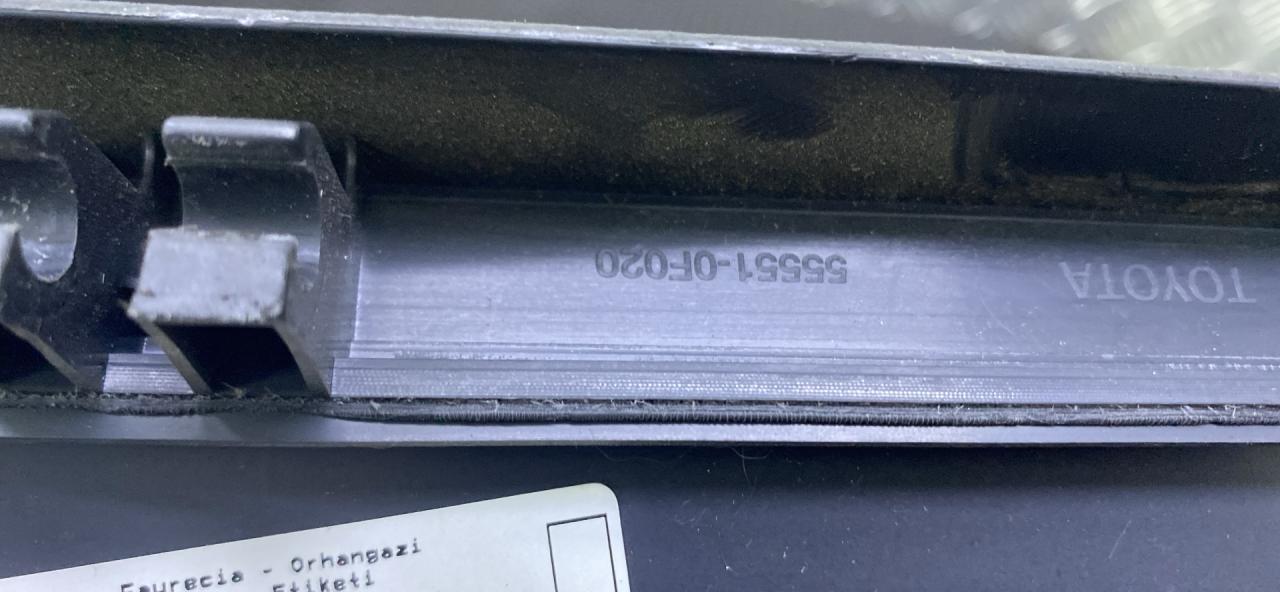 55551-0F020
TOYOTA
Faurecia - Orhangazi
Etiketi